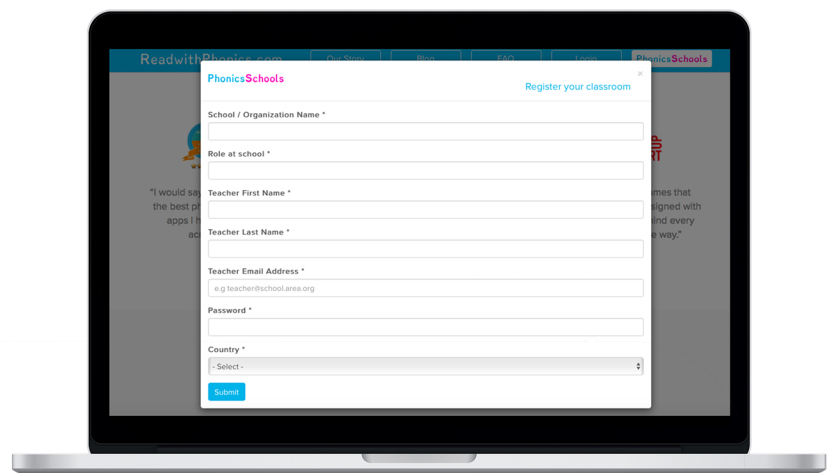 ReadwithPhonics.com Our Story Blog FAQ Login PhonicsSchools
PhonicsSchools
×
Register your classroom
School / Organization Name *
Role at school *
Teacher First Name *
Teacher Last Name *
Teacher Email Address *
e.g teacher@school.area.org
Password *
Country *
- Select -
Submit
"I would say
the best ph
apps I h
ac
UP
RT
mes that
signed with
ind every
e way."